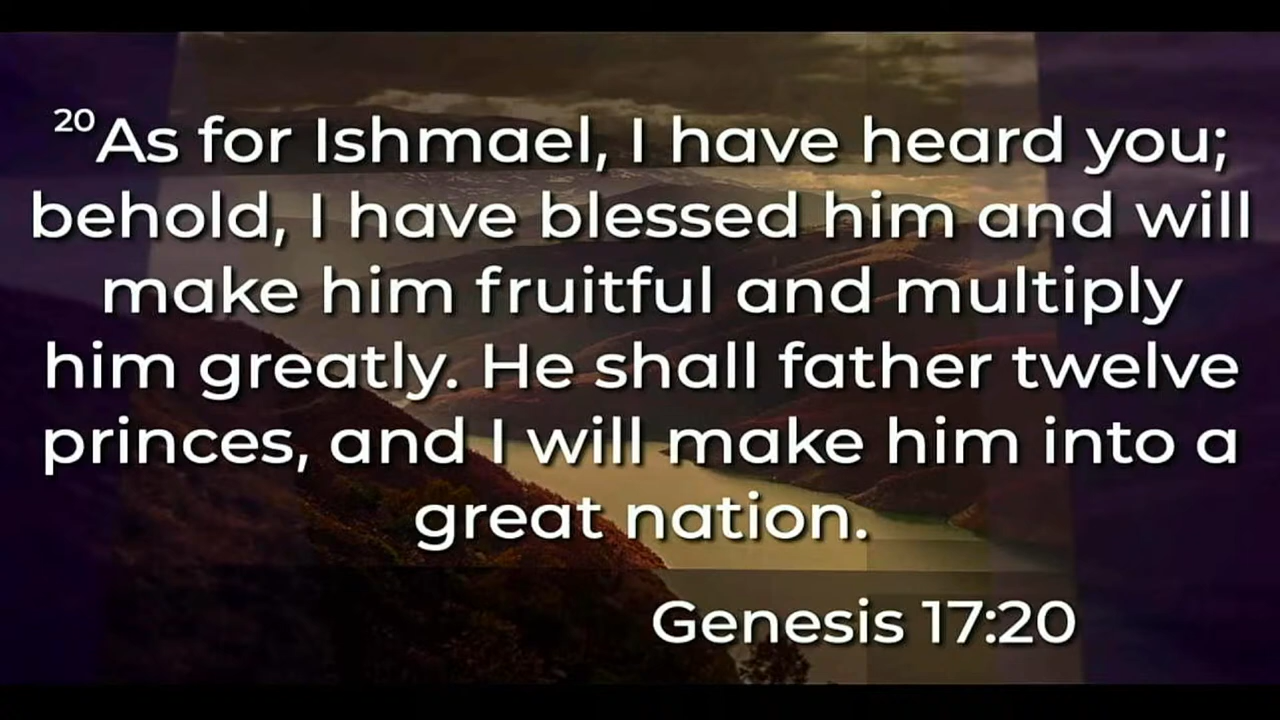 20As for Ishmael, I have heard you;
behold, I have blessed him and will
make him fruitful and multiply
him greatly. He shall father twelve
princes, and I will make him into a
great nation.
Genesis 17:20